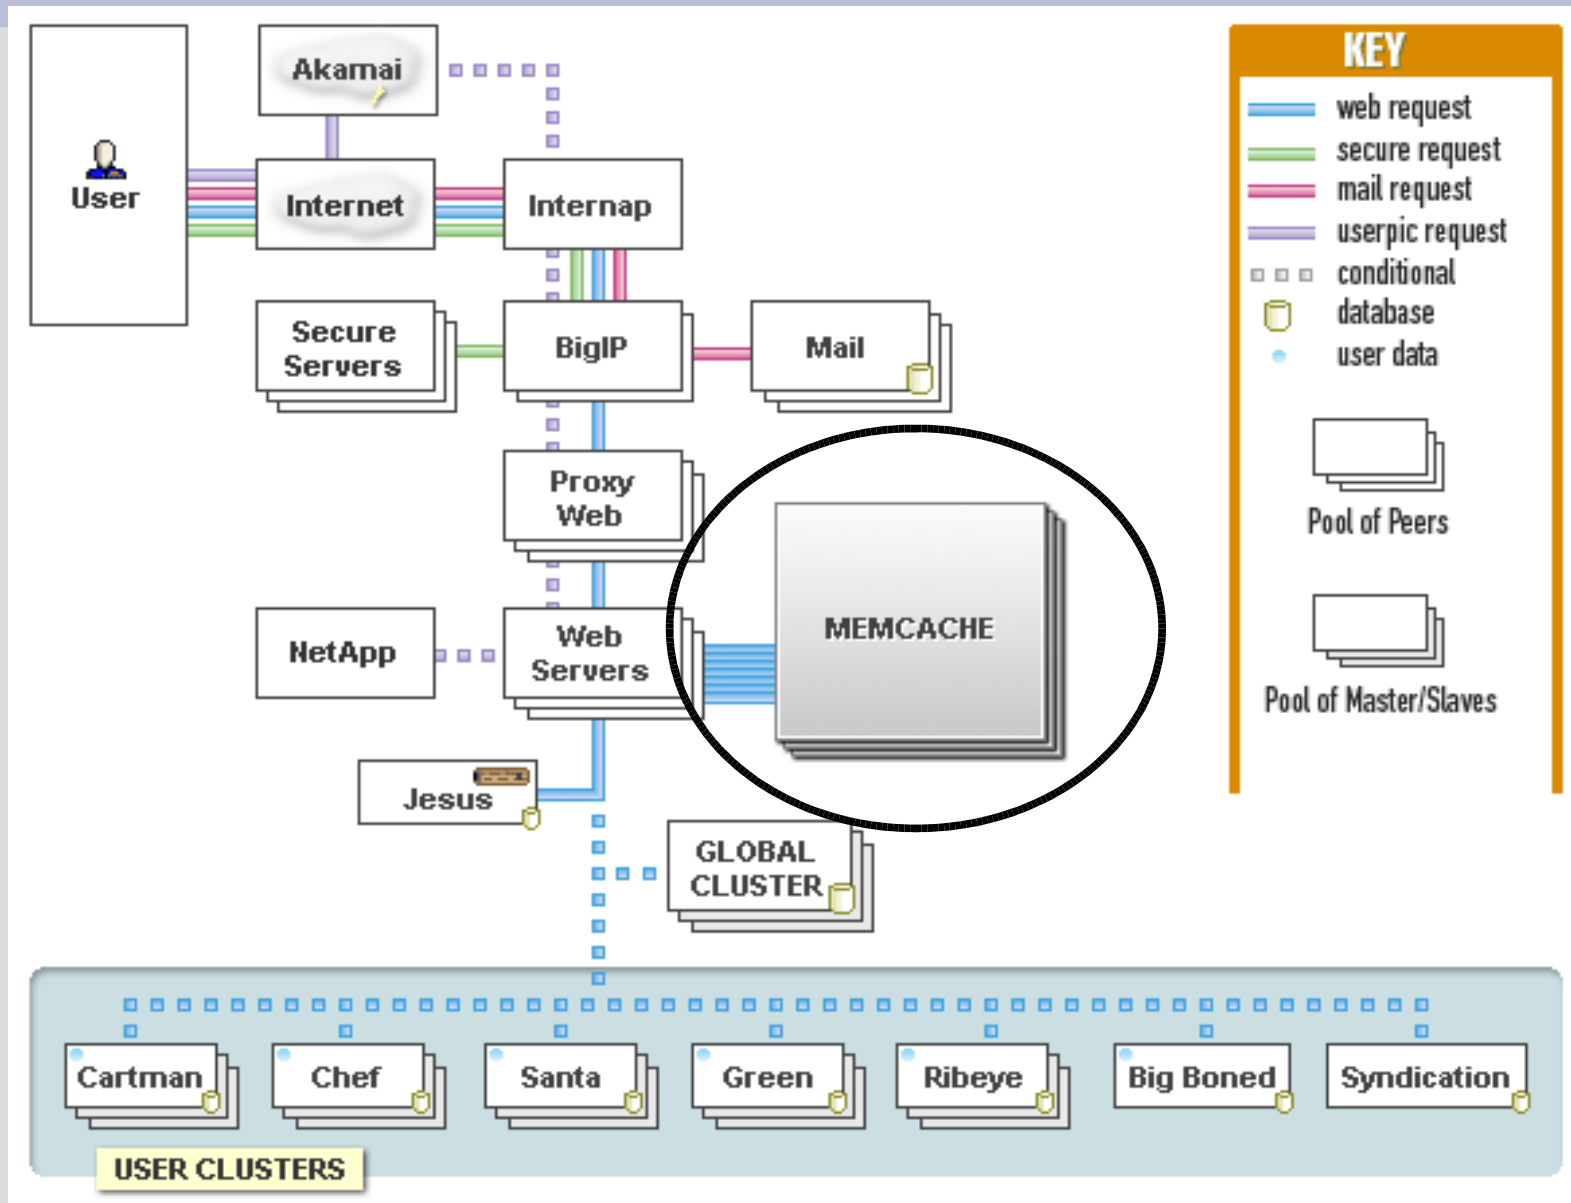 Akamai
KEY
web request
secure request
mail request
userpic request
conditional
database
user data
Pool of Peers
Pool of Master/Slaves
User
Internet
Internap
Secure
Servers
BigIP
Mail
Proxy
Web
MEMCACHE
NetApp
Web
Servers
Jesus
GLOBAL
CLUSTER
Cartman
Chef
Santa
Green
Ribeye
Big Boned
Syndication
USER CLUSTERS